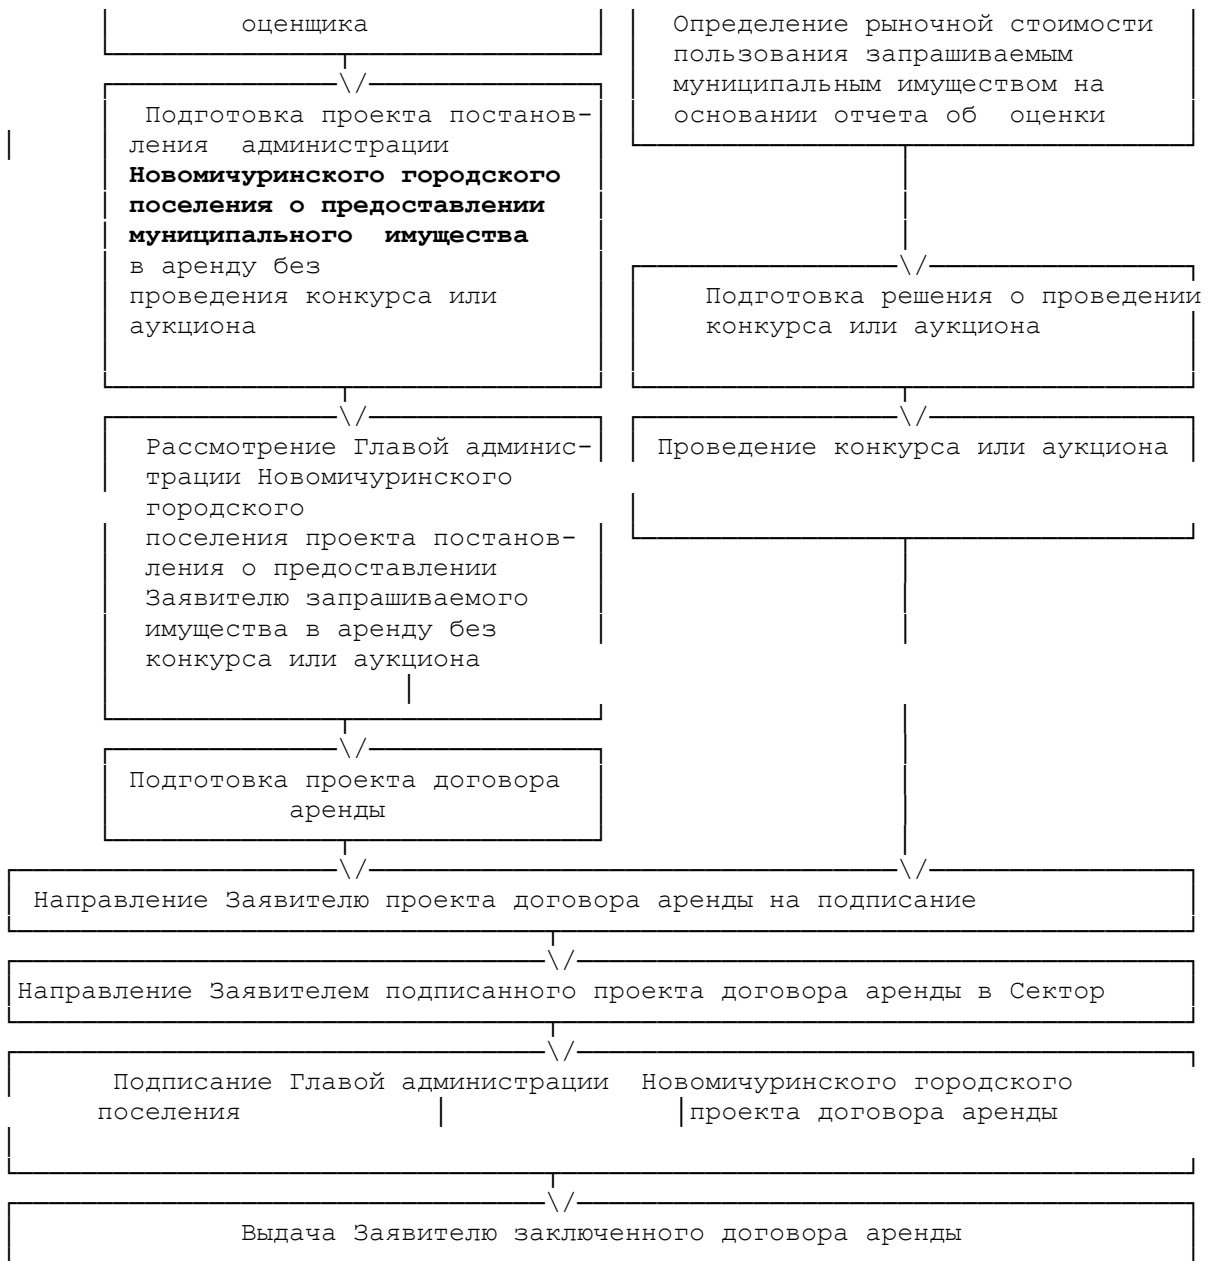 оценщика
Определение рыночной стоимости
пользования запрашиваемым
муниципальным имуществом на
основании отчета об оценки
Подготовка проекта постанов-
ления администрации
Новомичуринского городского
поселения о предоставлении
муниципального имущества
в аренду без
проведения конкурса или
аукциона
Подготовка решения о проведении
конкурса или аукциона
Рассмотрение Главой админис-
трации Новомичуринского
городского
поселения проекта постанов-
ления о предоставлении
Заявителю запрашиваемого
имущества в аренду без
конкурса или аукциона
Проведение конкурса или аукциона
Подготовка проекта договора
аренды
Направление Заявителю проекта договора аренды на подписание
Направление Заявителем подписанного проекта договора аренды в Сектор
Подписание Главой администрации Новомичуринского городского
поселения проекта договора аренды
Выдача Заявителю заключенного договора аренды